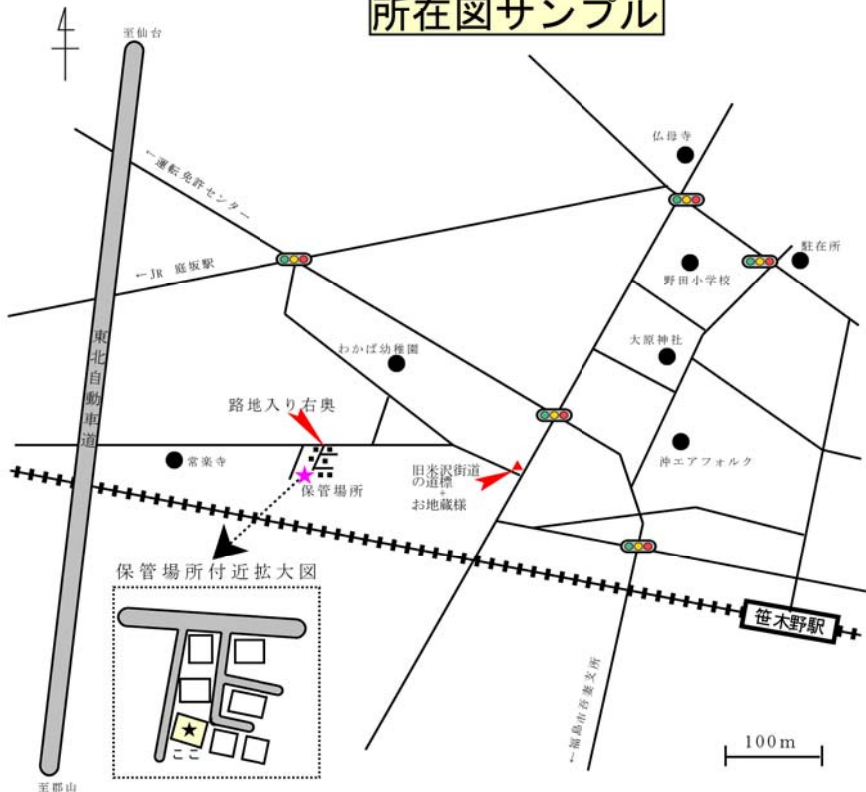 所在図サンプル
至仙台
仏母寺
←運転免許センター
駐在所
←JR 庭坂駅
野田小学校
東北自動車道
わかば幼稚園
大原神社
路地入り右奥
常楽寺
保管場所
旧米沢街道
の道標
+
お地蔵様
沖エアフォルク
保管場所付近拡大図
笹木野駅
ここ
←福島市吾妻支所
100m
至郡山